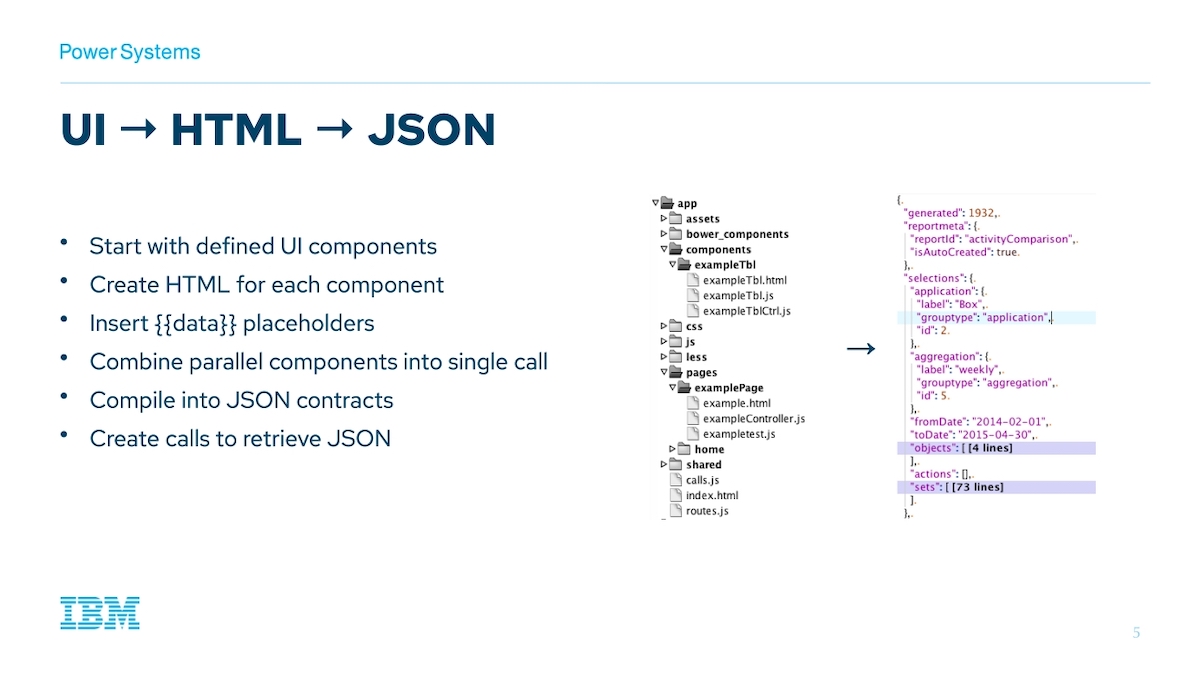 Power Systems
UI → HTML → JSON
• Start with defined UI components
• Create HTML for each component
• Insert {{data}} placeholders
• Combine parallel components into single call
• Compile into JSON contracts
• Create calls to retrieve JSON
app
assets
bower_components
components
exampleTbl
exampleTbl.html
exampleTbl.js
exampleTblCtrl.js
css
js
less
pages
examplePage
example.html
exampleController.js
exampletest.js
home
shared
calls.js
index.html
routes.js
→
{.
"generated": 1932,.
"reportmeta": {.
"reportId": "activityComparison",.
"isAutoCreated": true.
},.
"selections": {.
"application": {.
"label": "Box",.
"grouptype": "application",
"id": 2.
},.
"aggregation": {.
"label": "weekly",.
"grouptype": "aggregation",.
"id": 5.
},.
"fromDate": "2014-02-01",.
"toDate": "2015-04-30",.
"objects": [ [4 lines]
],.
"actions": [],.
"sets": [ [73 lines]
].
},.
IBM
5